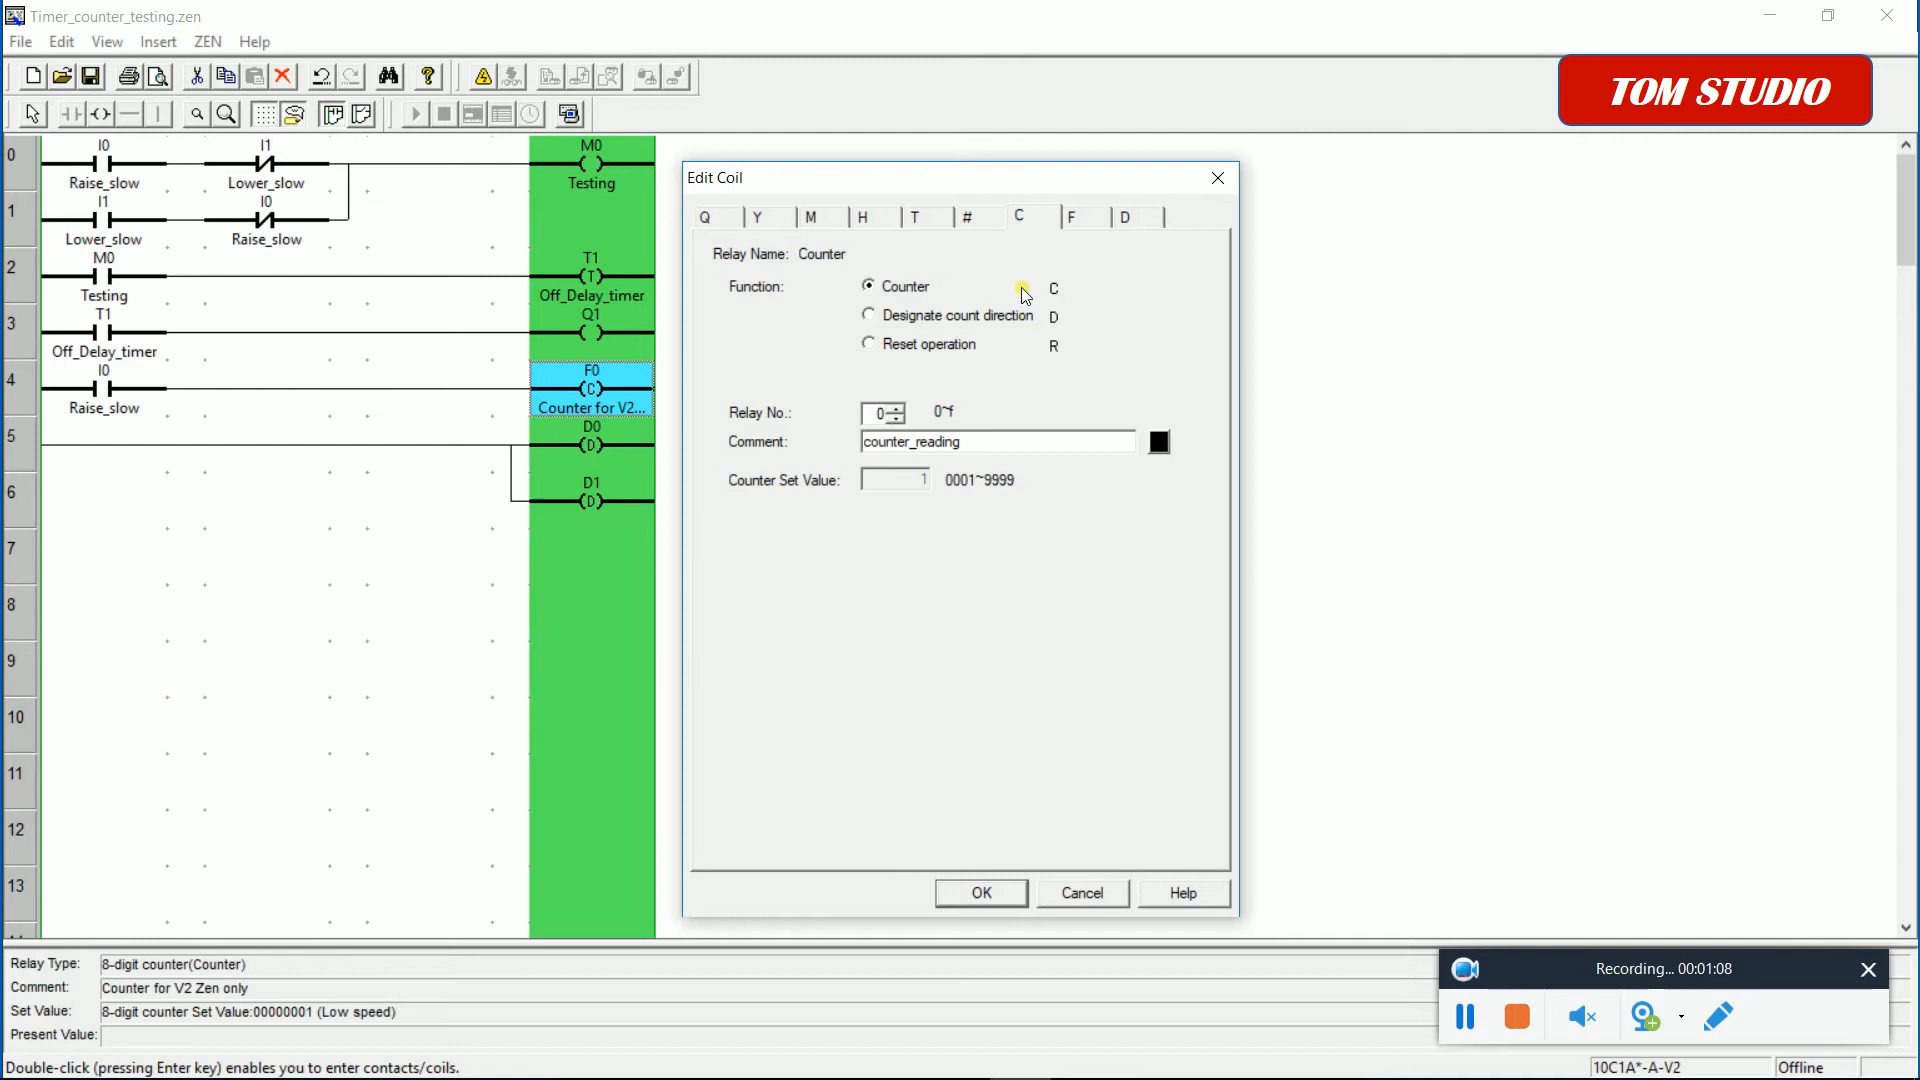 Timer_counter_testing.zen
File Edit View Insert ZEN Help
TOM STUDIO
0 I0 I1 M0
Raise_slow Lower_slow Testing
1 I1 I0
Lower_slow Raise_slow
2 M0 T1
(T)
Testing Off_Delay_timer
3 T1 Q1
Off_Delay_timer
4 I0 F0
(C)
Raise_slow Counter for V2...
5 D0
(D)
6 D1
(D)
7
8
9
10
11
12
13
Edit Coil
Q Y M H T # C F D
Relay Name: Counter
Function: Counter C
Designate count direction D
Reset operation R
Relay No.: 0 0~f
Comment: counter_reading
Counter Set Value: 1 0001~9999
OK Cancel Help
Relay Type: 8-digit counter(Counter)
Comment: Counter for V2 Zen only
Set Value: 8-digit counter Set Value:00000001 (Low speed)
Present Value:
Recording... 00:01:08
Double-click (pressing Enter key) enables you to enter contacts/coils.
10C1A*-A-V2 Offline